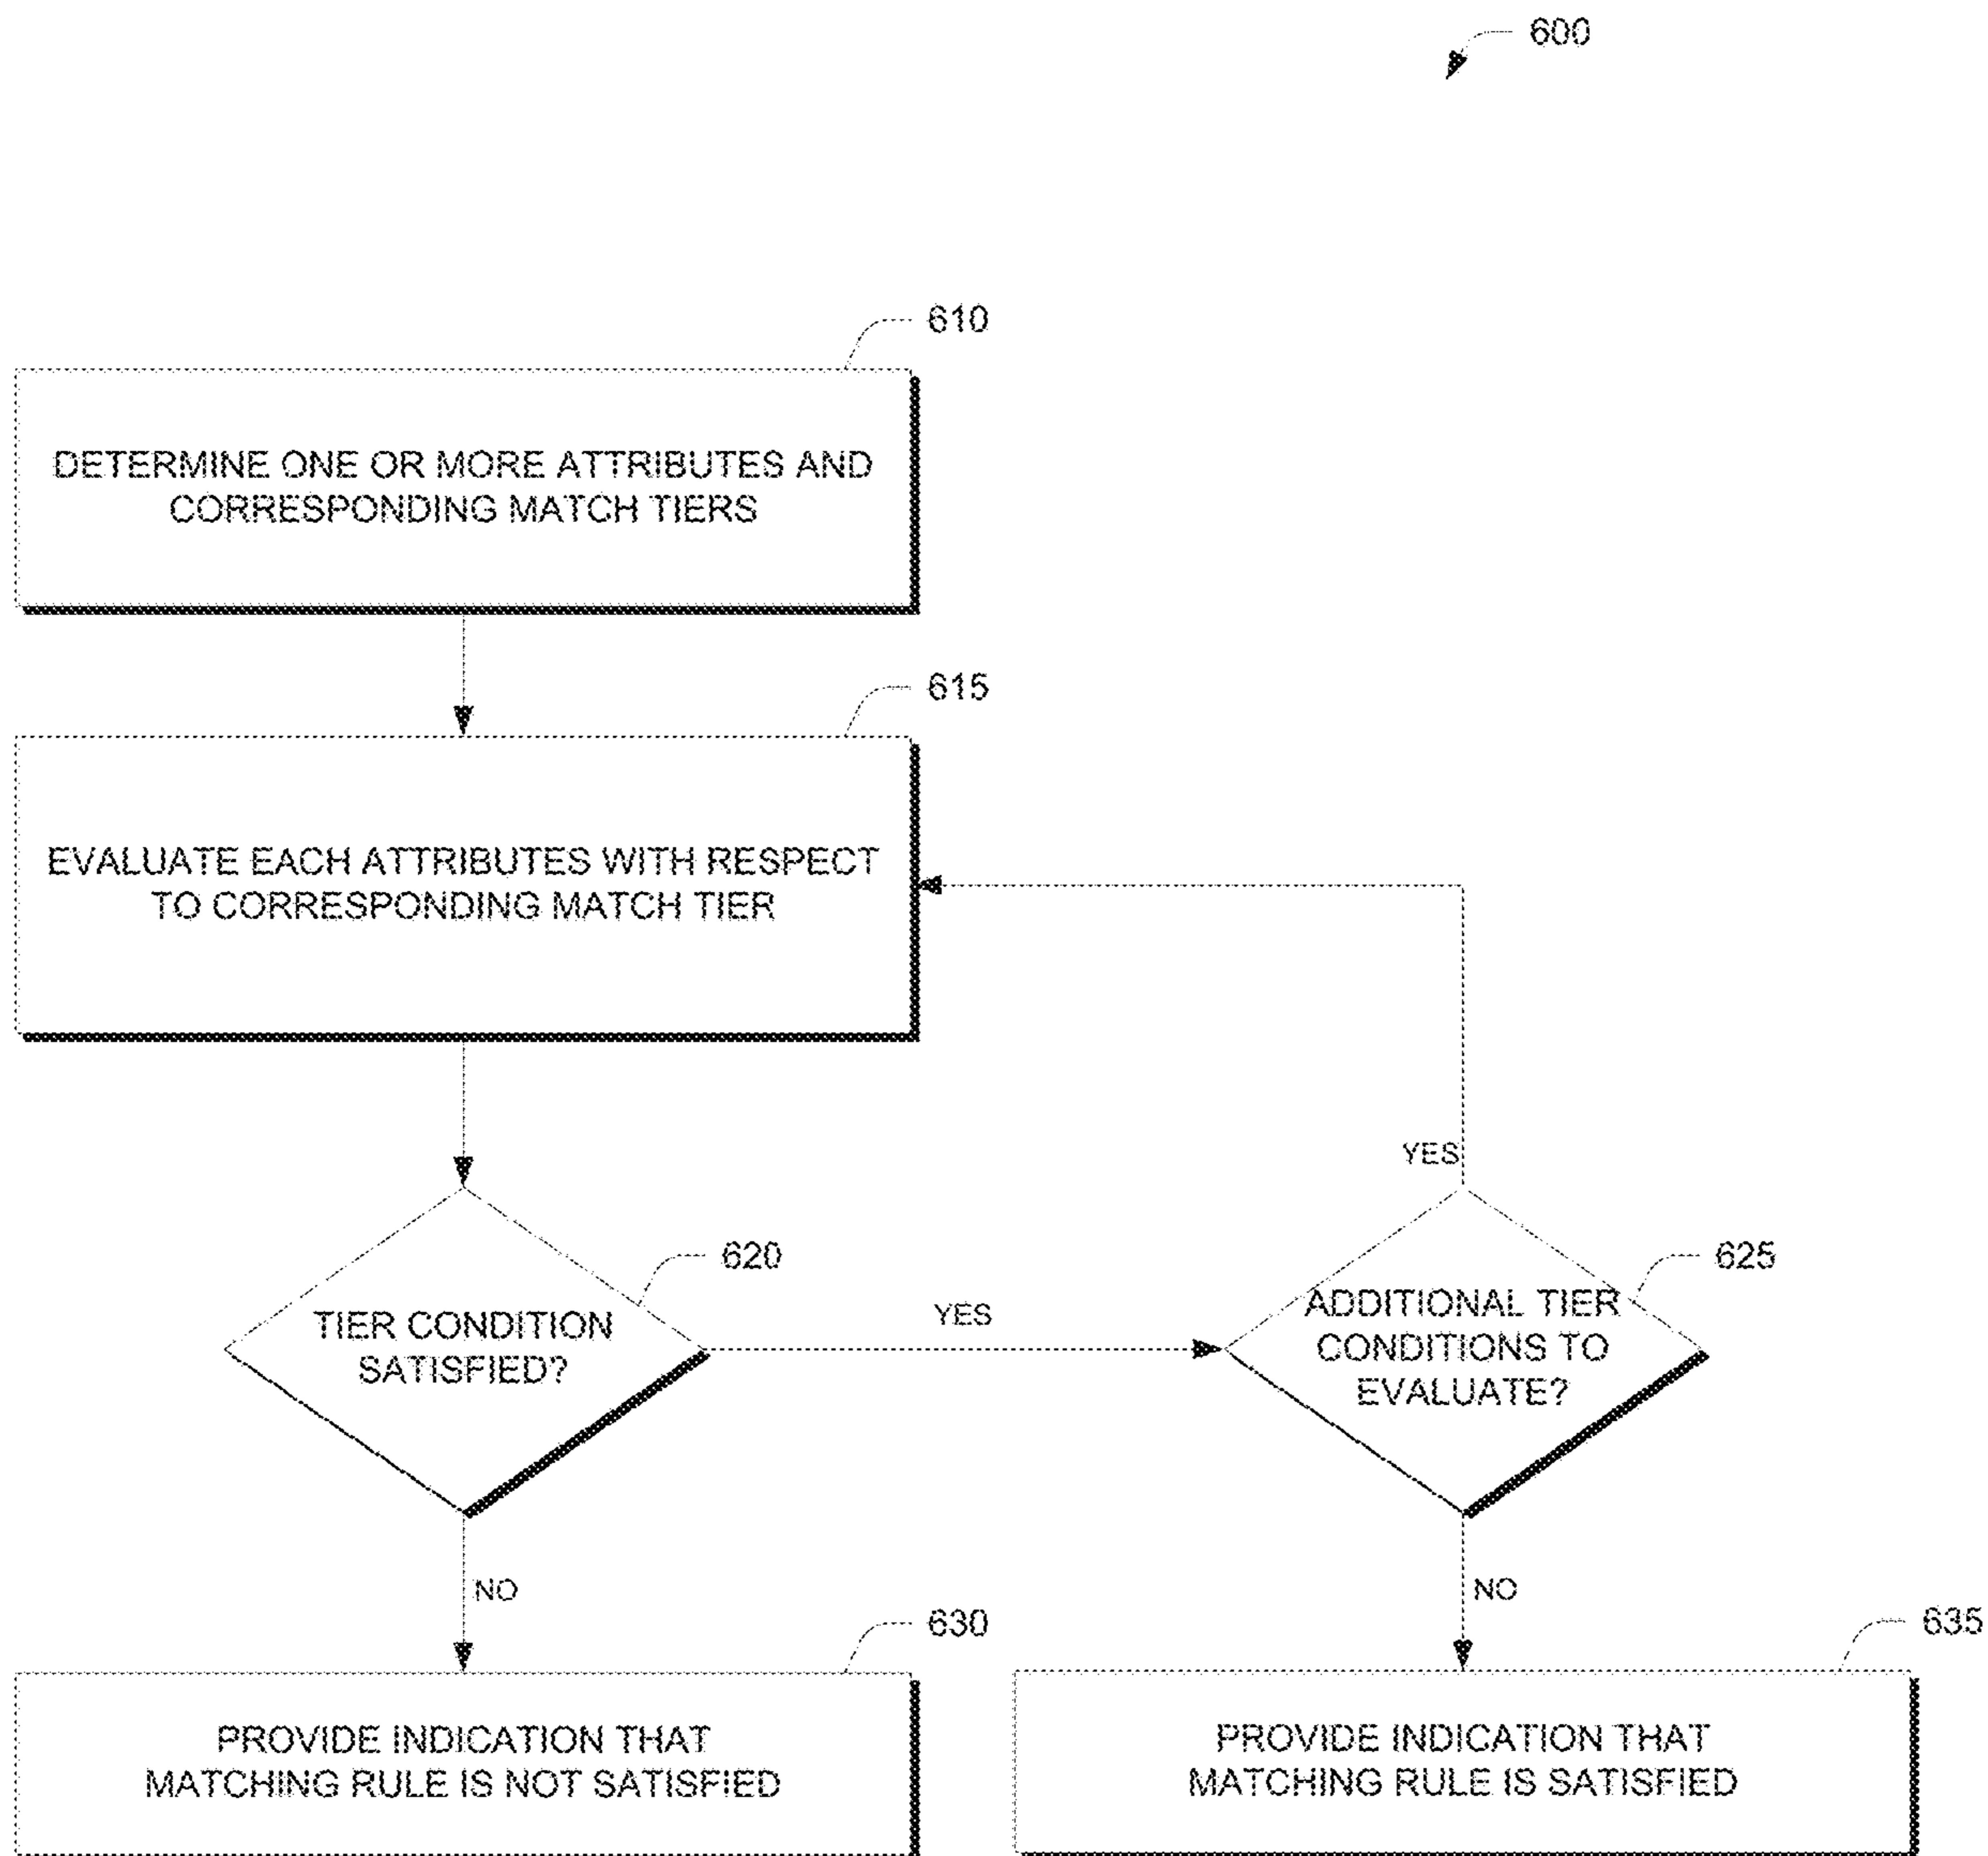 600
610
DETERMINE ONE OR MORE ATTRIBUTES AND
CORRESPONDING MATCH TIERS
615
EVALUATE EACH ATTRIBUTES WITH RESPECT
TO CORRESPONDING MATCH TIER
YES
620
625
TIER CONDITION
SATISFIED?
YES
ADDITIONAL TIER
CONDITIONS TO
EVALUATE?
NO
NO
630
635
PROVIDE INDICATION THAT
MATCHING RULE IS NOT SATISFIED
PROVIDE INDICATION THAT
MATCHING RULE IS SATISFIED